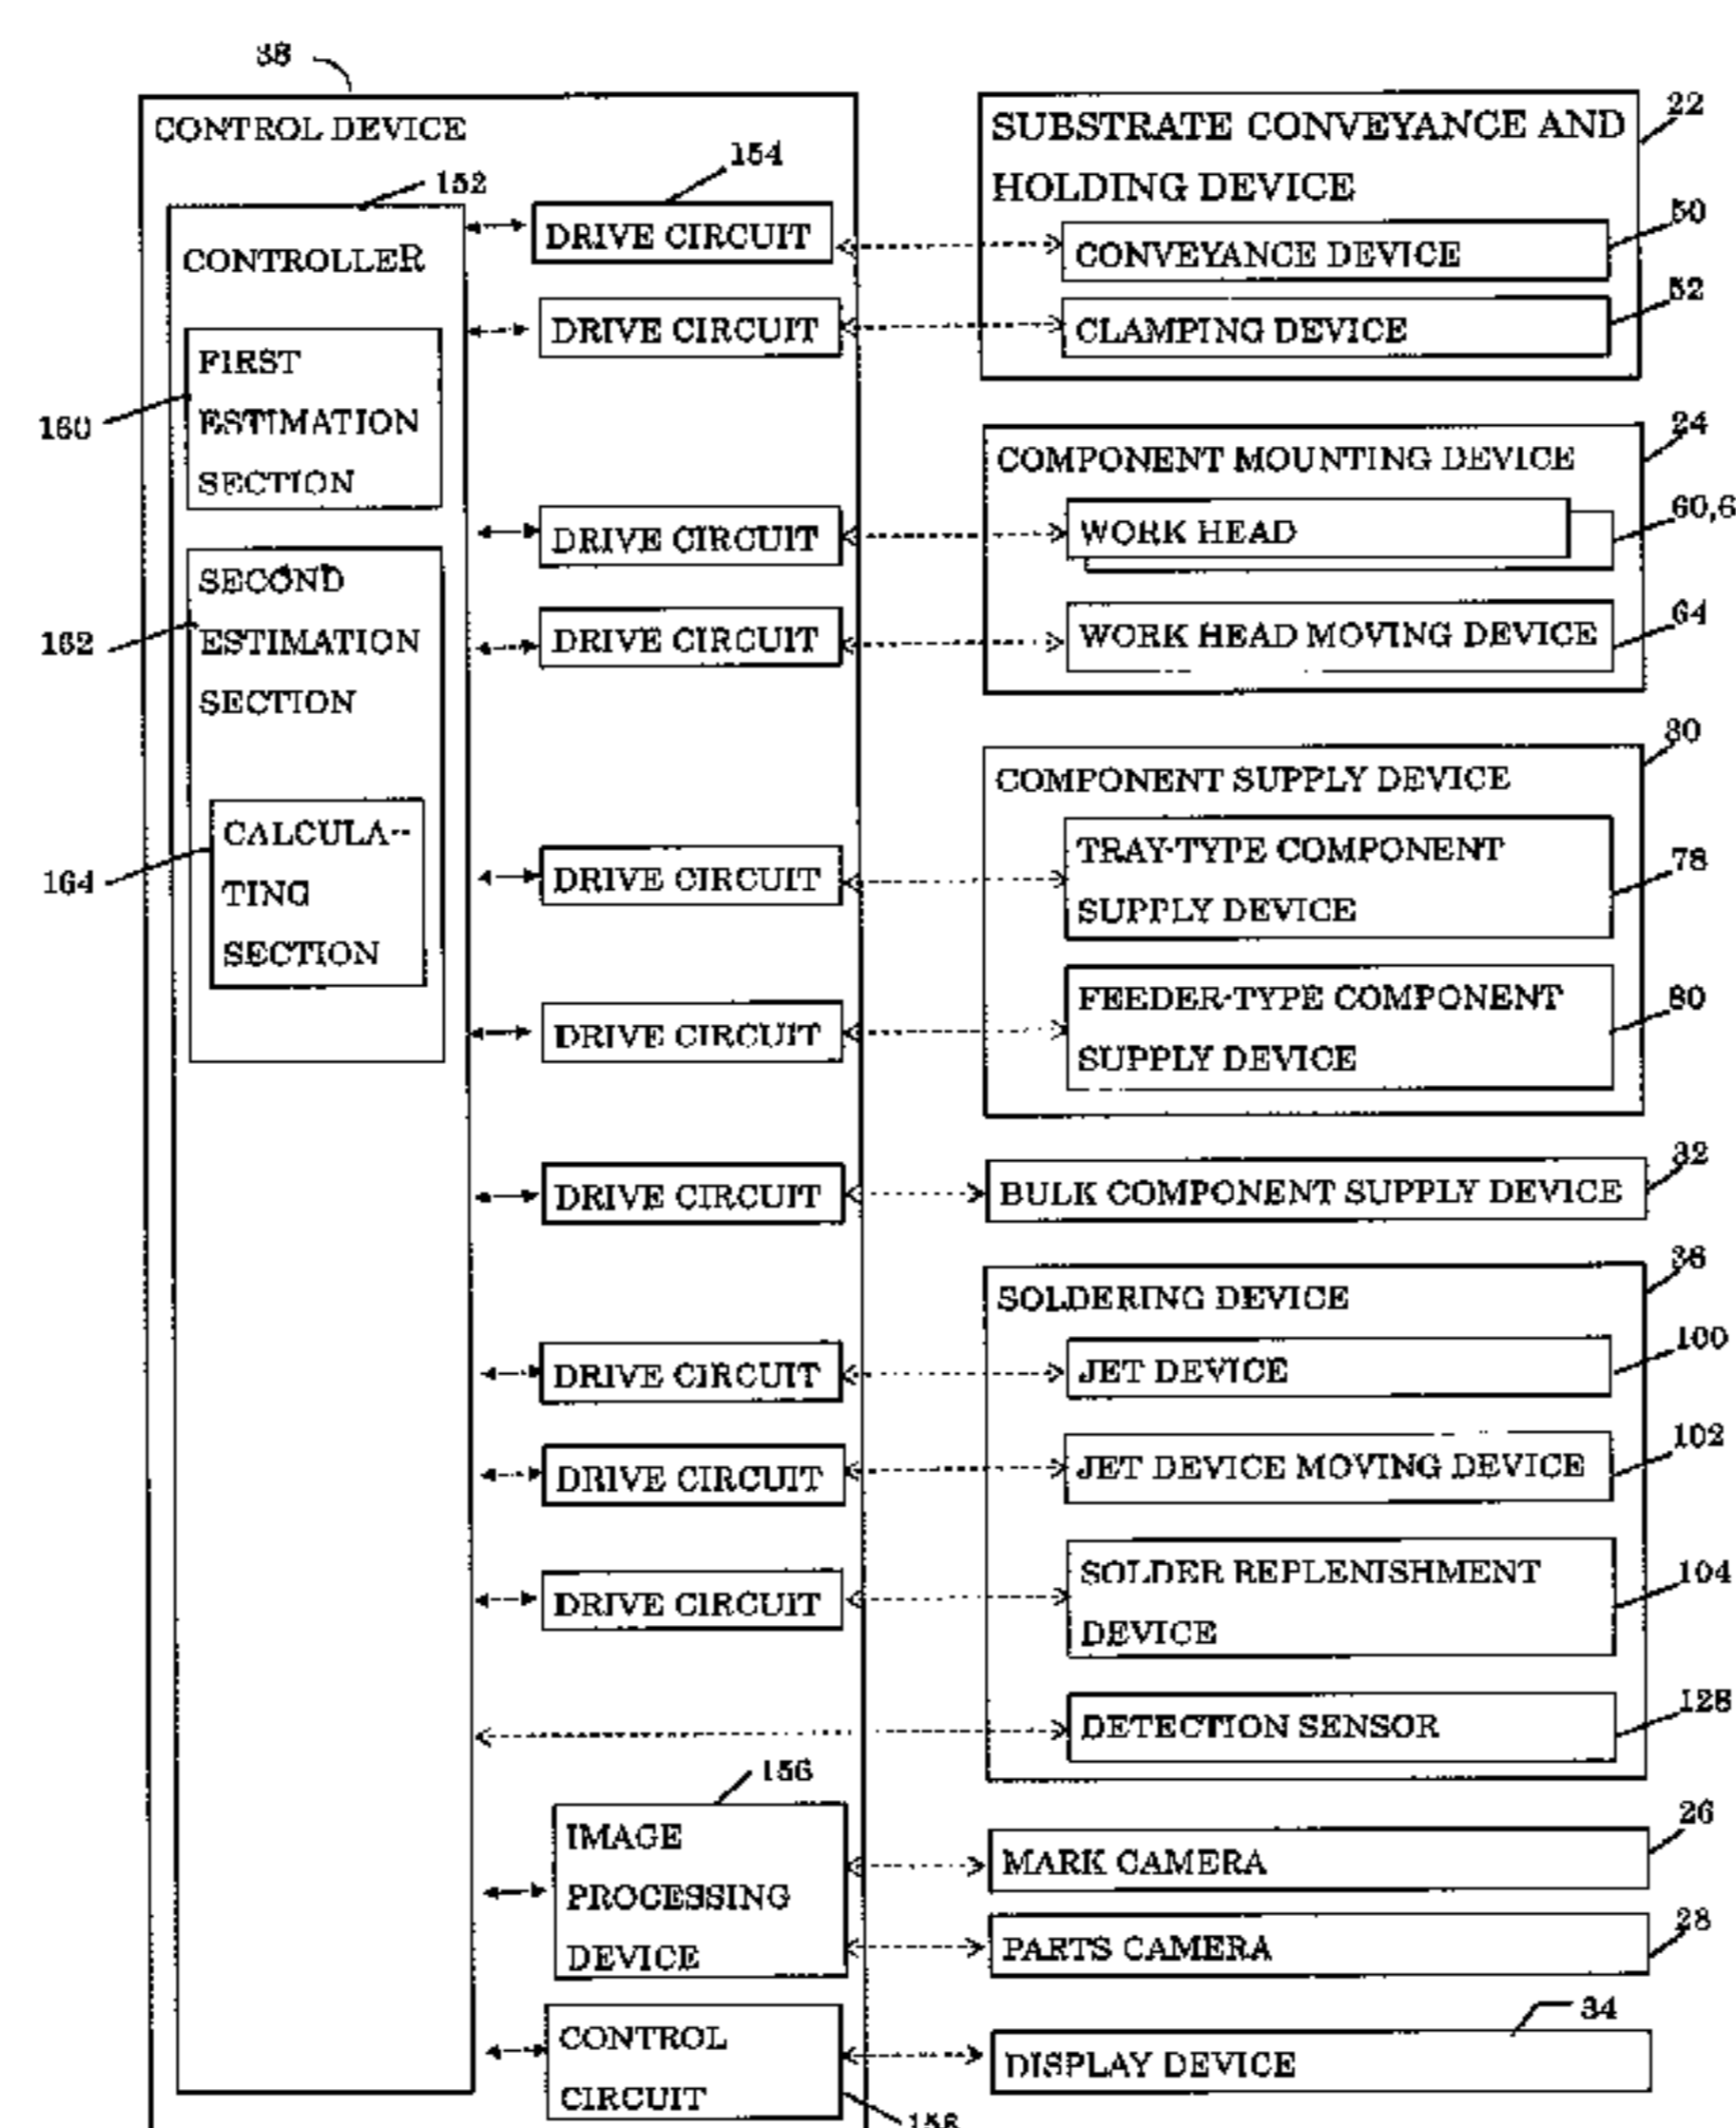 38
CONTROL DEVICE
152
CONTROLLER
160
FIRST
ESTIMATION
SECTION
162
SECOND
ESTIMATION
SECTION
164
CALCULA-
TING
SECTION
154
DRIVE CIRCUIT
DRIVE CIRCUIT
DRIVE CIRCUIT
DRIVE CIRCUIT
DRIVE CIRCUIT
DRIVE CIRCUIT
DRIVE CIRCUIT
DRIVE CIRCUIT
DRIVE CIRCUIT
DRIVE CIRCUIT
156
IMAGE
PROCESSING
DEVICE
CONTROL
CIRCUIT
22
SUBSTRATE CONVEYANCE AND
HOLDING DEVICE
50
CONVEYANCE DEVICE
52
CLAMPING DEVICE
24
COMPONENT MOUNTING DEVICE
60,6
WORK HEAD
64
WORK HEAD MOVING DEVICE
30
COMPONENT SUPPLY DEVICE
78
TRAY-TYPE COMPONENT
SUPPLY DEVICE
80
FEEDER-TYPE COMPONENT
SUPPLY DEVICE
32
BULK COMPONENT SUPPLY DEVICE
36
SOLDERING DEVICE
100
JET DEVICE
102
JET DEVICE MOVING DEVICE
104
SOLDER REPLENISHMENT
DEVICE
128
DETECTION SENSOR
26
MARK CAMERA
28
PARTS CAMERA
34
DISPLAY DEVICE